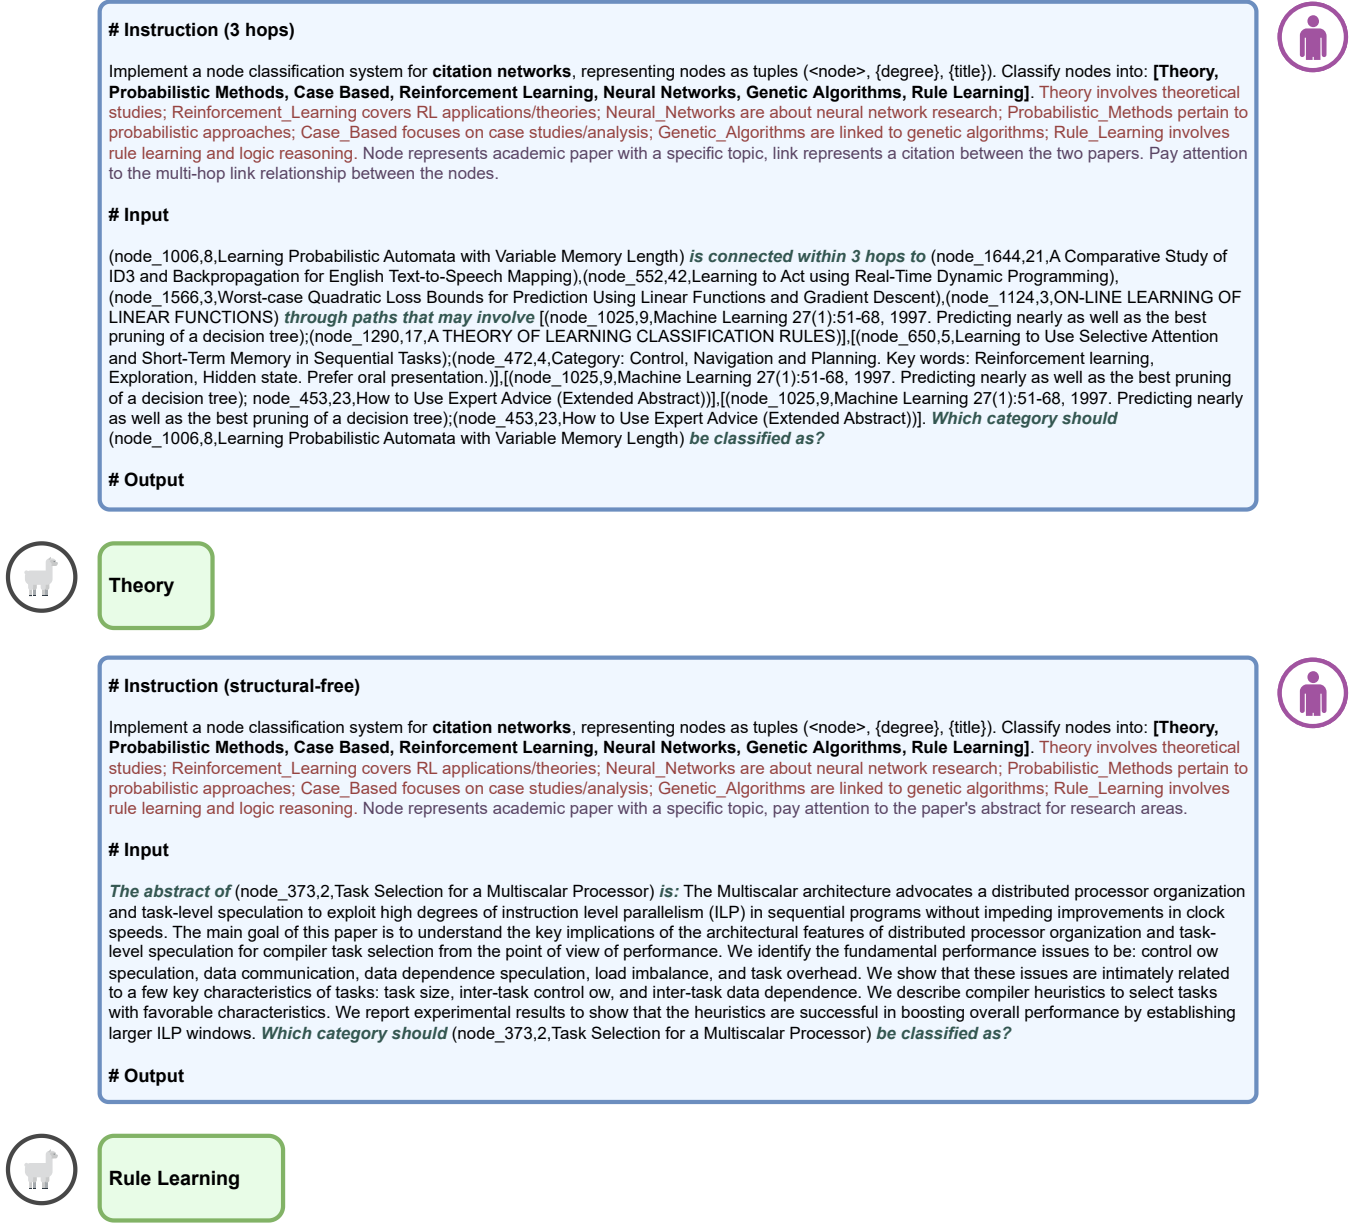 # Instruction (3 hops)
Implement a node classification system for citation networks, representing nodes as tuples (<node>, {degree}, {title}). Classify nodes into: [Theory,
Probabilistic Methods, Case Based, Reinforcement Learning, Neural Networks, Genetic Algorithms, Rule Learning]. Theory involves theoretical
studies; Reinforcement_Learning covers RL applications/theories; Neural_Networks are about neural network research; Probabilistic_Methods pertain to
probabilistic approaches; Case_Based focuses on case studies/analysis; Genetic_Algorithms are linked to genetic algorithms; Rule_Learning involves
rule learning and logic reasoning. Node represents academic paper with a specific topic, link represents a citation between the two papers. Pay attention
to the multi-hop link relationship between the nodes.
# Input
(node_1006,8,Learning Probabilistic Automata with Variable Memory Length) is connected within 3 hops to (node_1644,21,A Comparative Study of
ID3 and Backpropagation for English Text-to-Speech Mapping),(node_552,42,Learning to Act using Real-Time Dynamic Programming),
(node_1566,3,Worst-case Quadratic Loss Bounds for Prediction Using Linear Functions and Gradient Descent),(node_1124,3,ON-LINE LEARNING OF
LINEAR FUNCTIONS) through paths that may involve [(node_1025,9,Machine Learning 27(1):51-68, 1997. Predicting nearly as well as the best
pruning of a decision tree);(node_1290,17,A THEORY OF LEARNING CLASSIFICATION RULES)],[(node_650,5,Learning to Use Selective Attention
and Short-Term Memory in Sequential Tasks);(node_472,4,Category: Control, Navigation and Planning. Key words: Reinforcement learning,
Exploration, Hidden state. Prefer oral presentation.)],[(node_1025,9,Machine Learning 27(1):51-68, 1997. Predicting nearly as well as the best pruning
of a decision tree); node_453,23,How to Use Expert Advice (Extended Abstract))],[(node_1025,9,Machine Learning 27(1):51-68, 1997. Predicting nearly
as well as the best pruning of a decision tree);(node_453,23,How to Use Expert Advice (Extended Abstract))]. Which category should
(node_1006,8,Learning Probabilistic Automata with Variable Memory Length) be classified as?
# Output
Theory
# Instruction (structural-free)
Implement a node classification system for citation networks, representing nodes as tuples (<node>, {degree}, {title}). Classify nodes into: [Theory,
Probabilistic Methods, Case Based, Reinforcement Learning, Neural Networks, Genetic Algorithms, Rule Learning]. Theory involves theoretical
studies; Reinforcement_Learning covers RL applications/theories; Neural_Networks are about neural network research; Probabilistic_Methods pertain to
probabilistic approaches; Case_Based focuses on case studies/analysis; Genetic_Algorithms are linked to genetic algorithms; Rule_Learning involves
rule learning and logic reasoning. Node represents academic paper with a specific topic, pay attention to the paper's abstract for research areas.
# Input
The abstract of (node_373,2,Task Selection for a Multiscalar Processor) is: The Multiscalar architecture advocates a distributed processor organization
and task-level speculation to exploit high degrees of instruction level parallelism (ILP) in sequential programs without impeding improvements in clock
speeds. The main goal of this paper is to understand the key implications of the architectural features of distributed processor organization and task-
level speculation for compiler task selection from the point of view of performance. We identify the fundamental performance issues to be: control ow
speculation, data communication, data dependence speculation, load imbalance, and task overhead. We show that these issues are intimately related
to a few key characteristics of tasks: task size, inter-task control ow, and inter-task data dependence. We describe compiler heuristics to select tasks
with favorable characteristics. We report experimental results to show that the heuristics are successful in boosting overall performance by establishing
larger ILP windows. Which category should (node_373,2,Task Selection for a Multiscalar Processor) be classified as?
# Output
Rule Learning